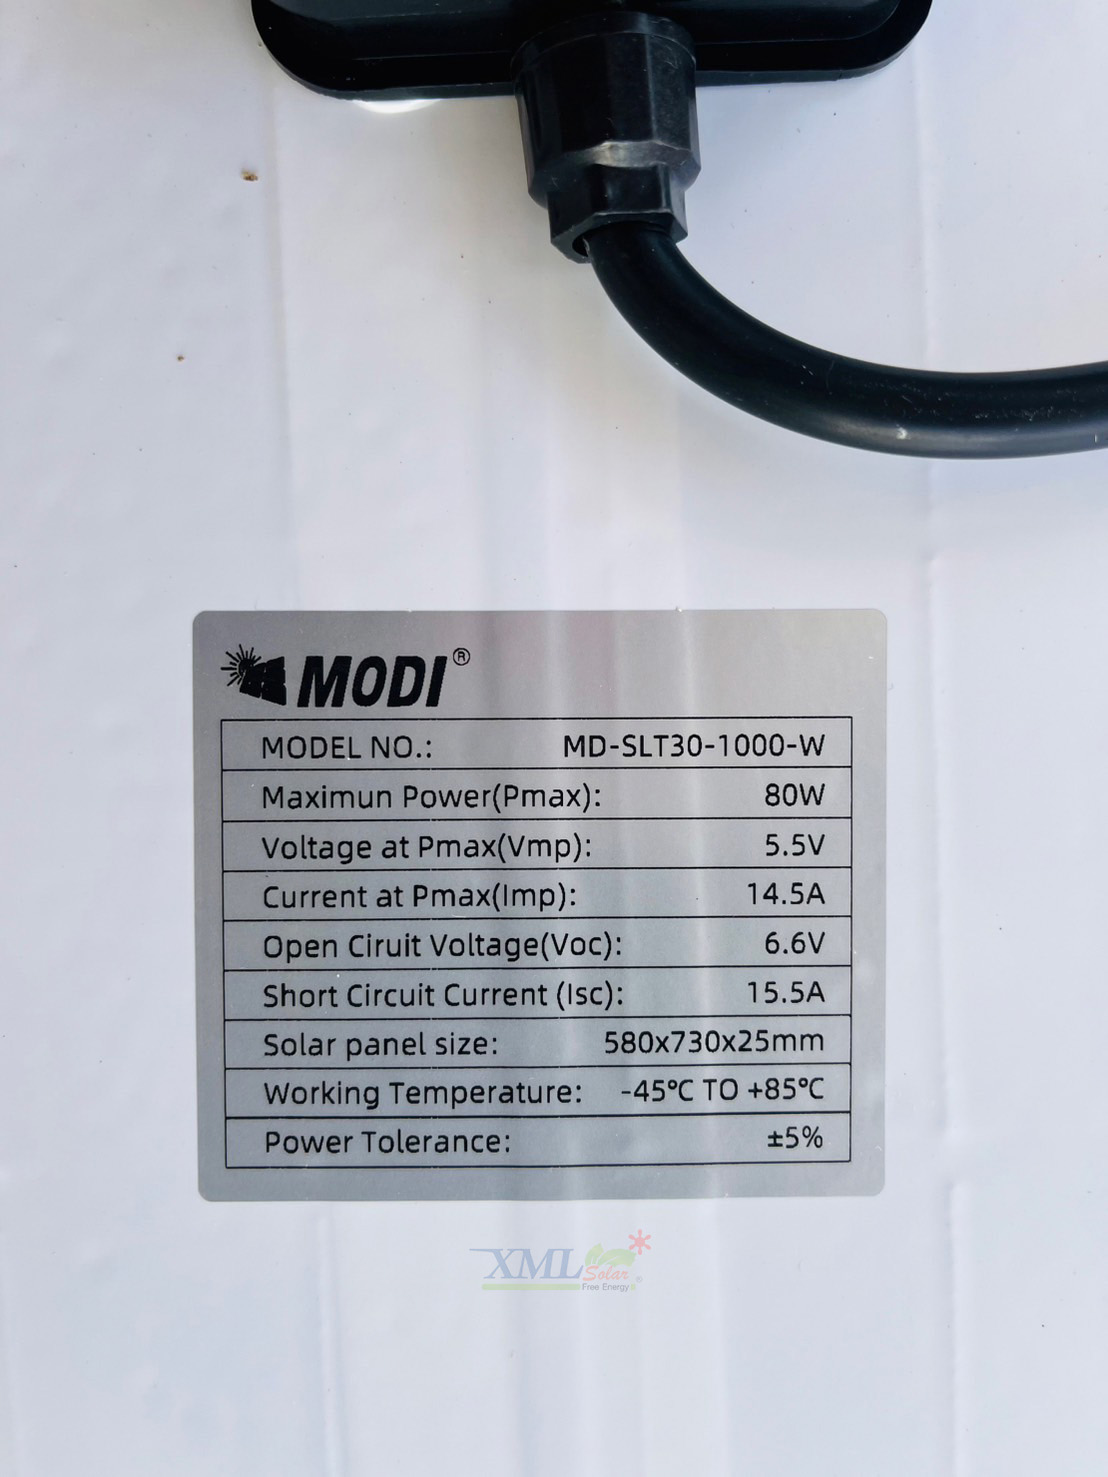 MODI®
MODEL NO.: MD-SLT30-1000-W
Maximun Power(Pmax): 80W
Voltage at Pmax(Vmp): 5.5V
Current at Pmax(Imp): 14.5A
Open Ciruit Voltage(Voc): 6.6V
Short Circuit Current (Isc): 15.5A
Solar panel size: 580x730x25mm
Working Temperature: -45℃ TO +85℃
Power Tolerance: ±5%
XML
Solar
Free Energy